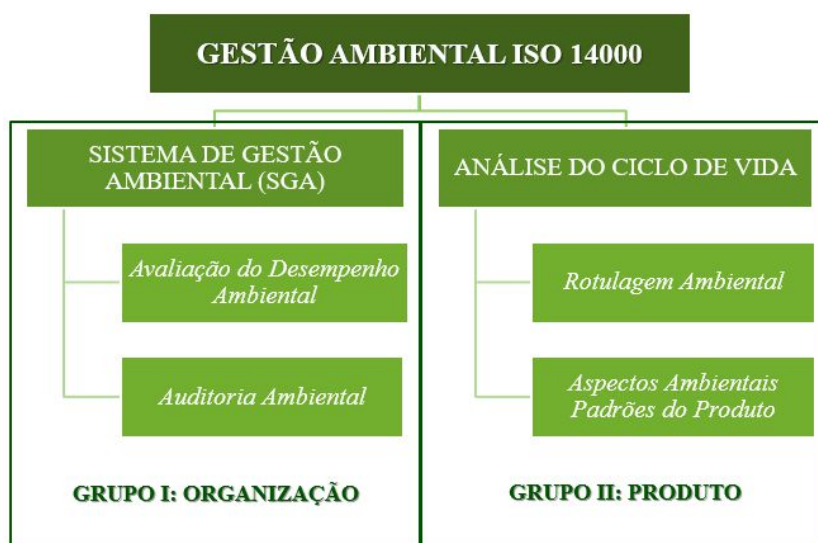 GESTÃO AMBIENTAL ISO 14000
SISTEMA DE GESTÃO
AMBIENTAL (SGA)
Avaliação do Desempenho
Ambiental
Auditoria Ambiental
GRUPO I: ORGANIZAÇÃO
ANÁLISE DO CICLO DE VIDA
Rotulagem Ambiental
Aspectos Ambientais
Padrões do Produto
GRUPO II: PRODUTO